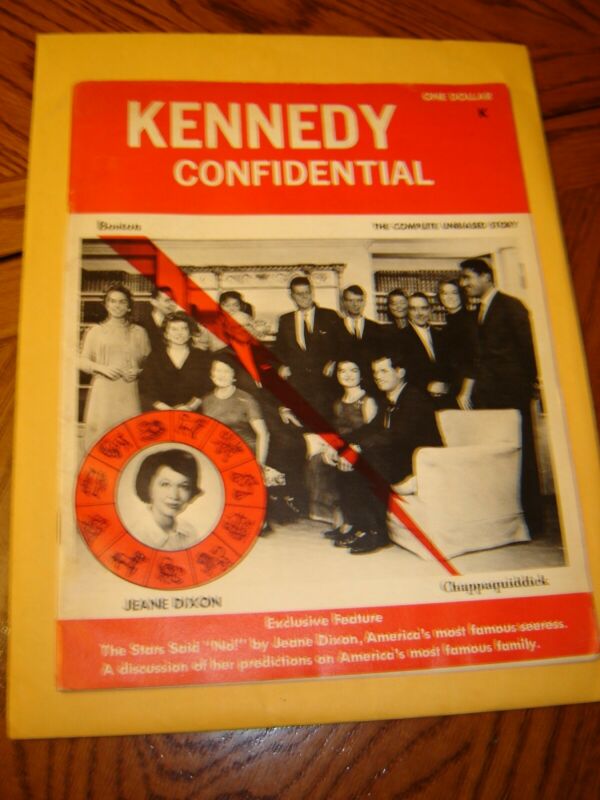 ONE DOLLAR
K
KENNEDY
CONFIDENTIAL
Boston
THE COMPLETE UNBIASED STORY
Chappaquiddick
JEANE DIXON
Exclusive Feature
The Stars Said "No!" by Jeane Dixon, America's most famous seeress.
A discussion of her predictions on America's most famous family.